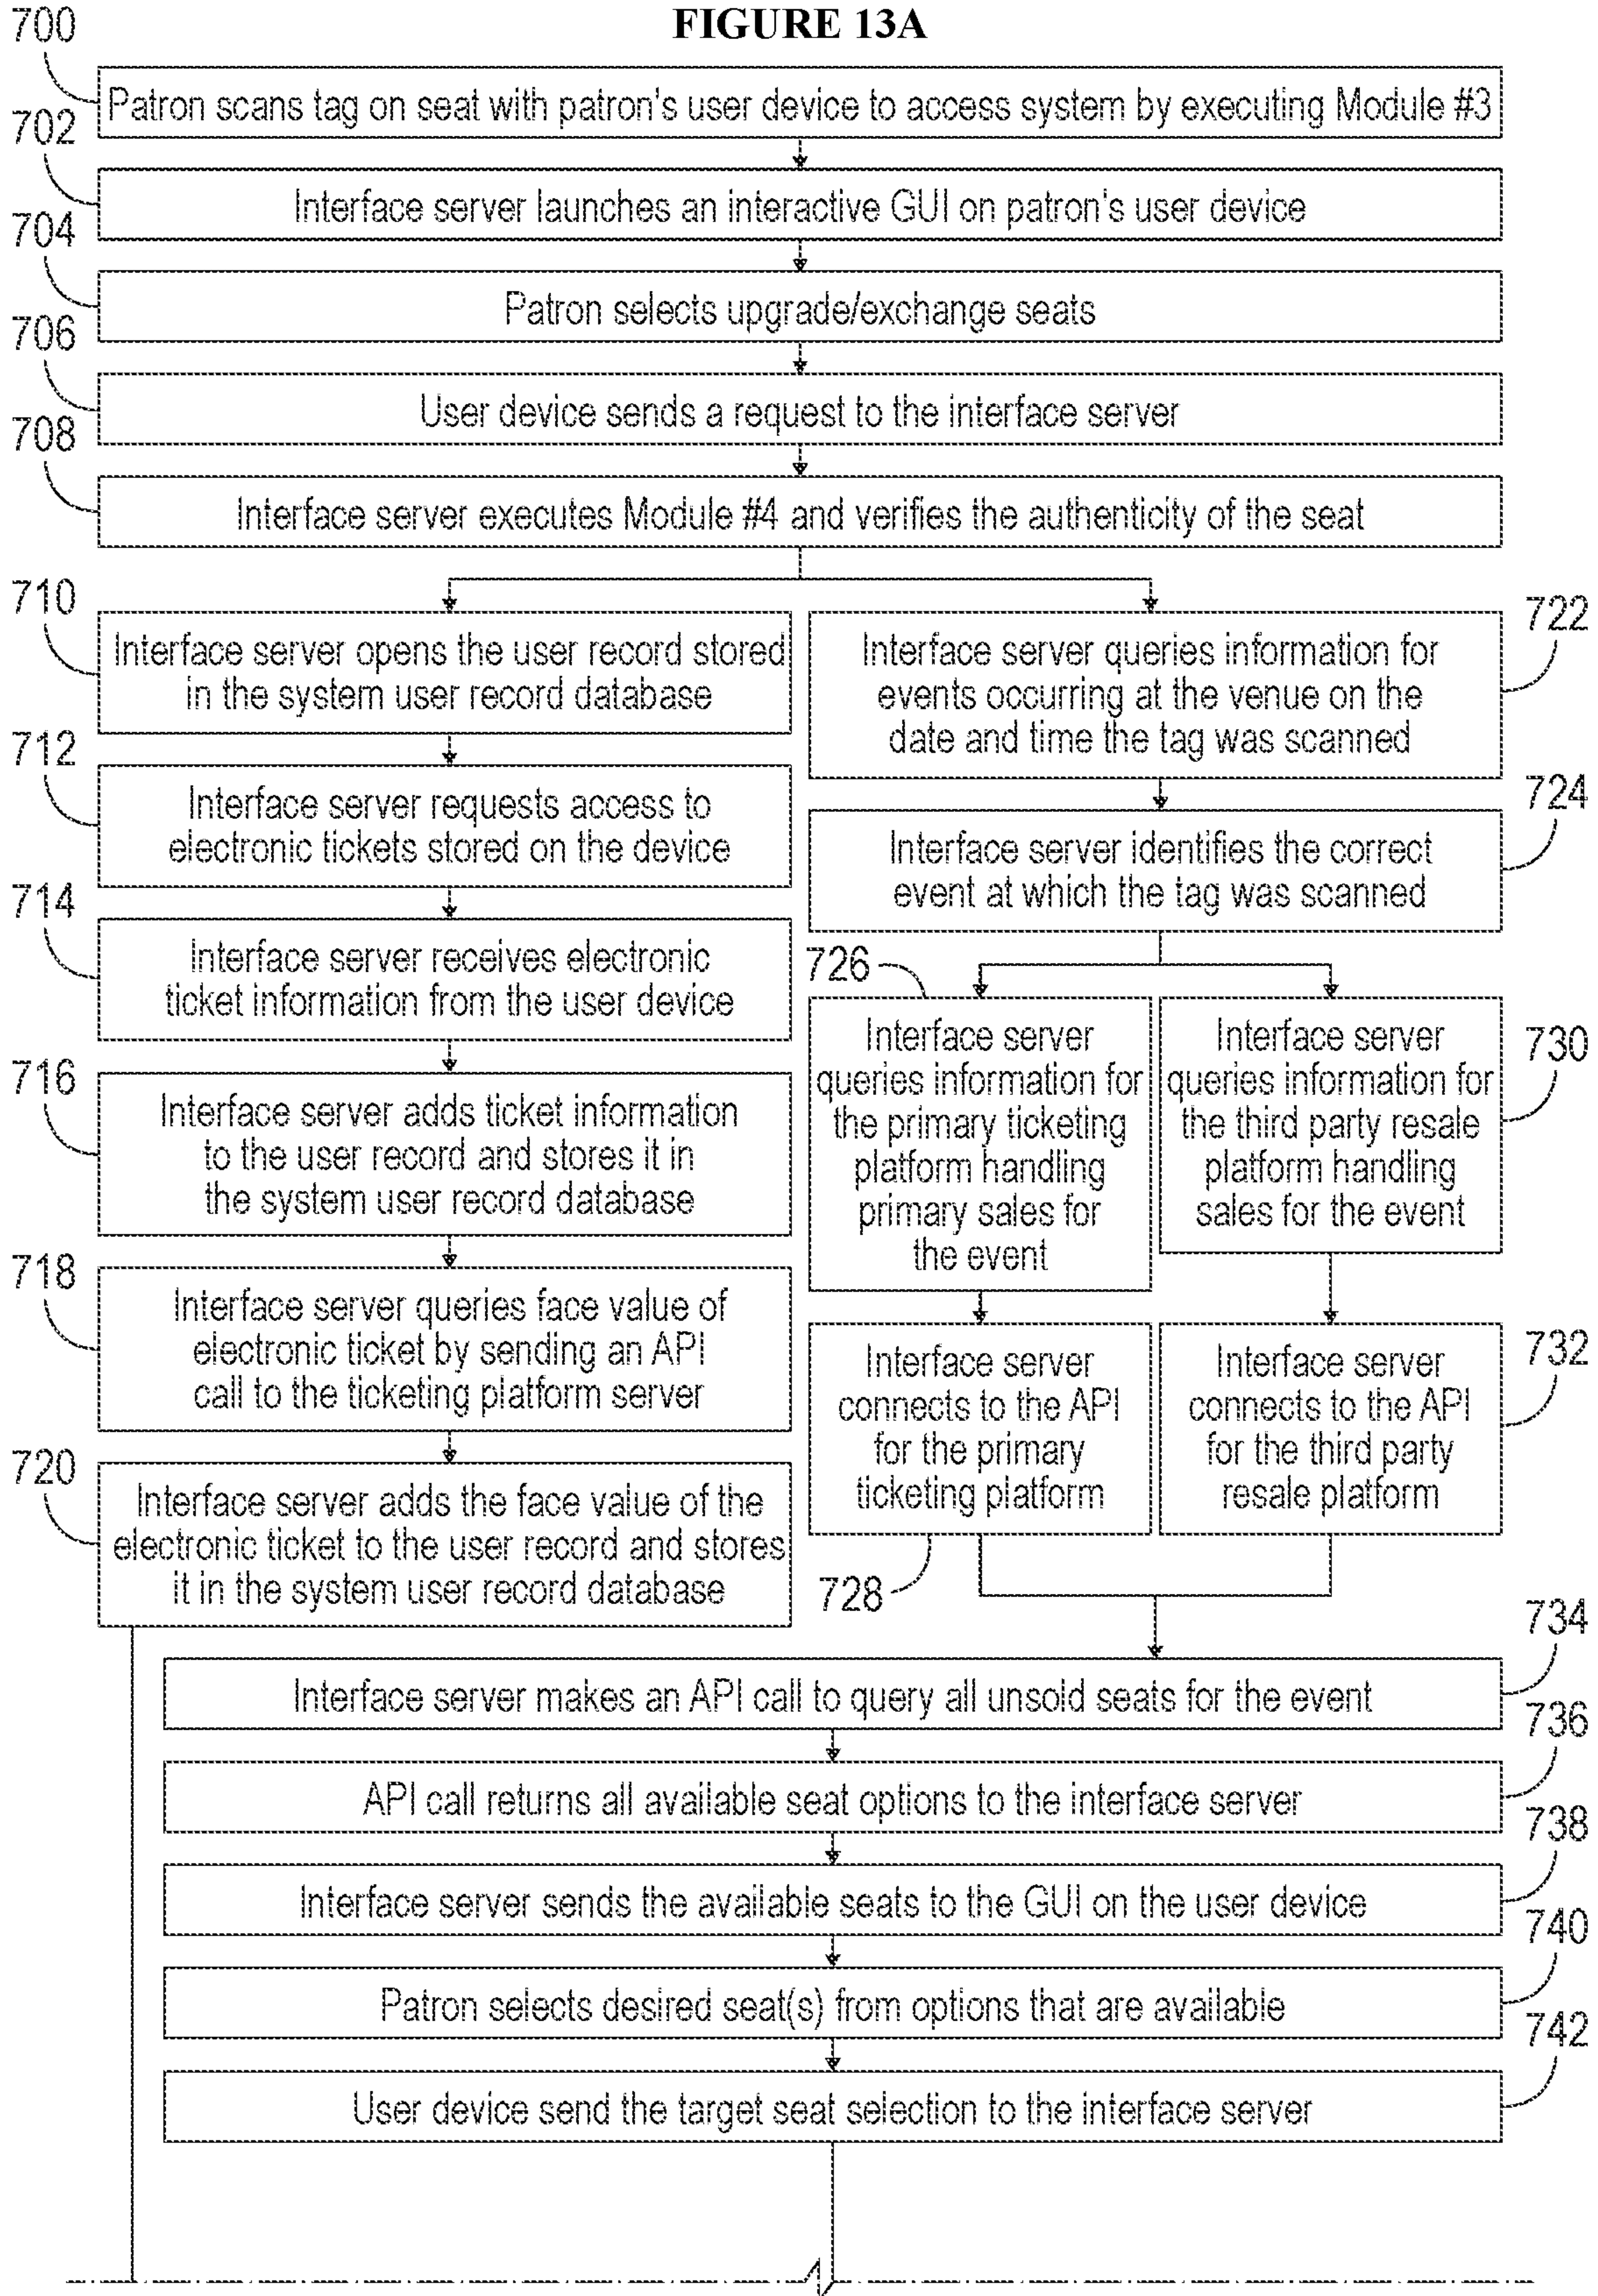 FIGURE 13A
700
Patron scans tag on seat with patron's user device to access system by executing Module #3
702
Interface server launches an interactive GUI on patron's user device
704
Patron selects upgrade/exchange seats
706
User device sends a request to the interface server
708
Interface server executes Module #4 and verifies the authenticity of the seat
710
Interface server opens the user record stored
in the system user record database
712
Interface server requests access to
electronic tickets stored on the device
714
Interface server receives electronic
ticket information from the user device
716
Interface server adds ticket information
to the user record and stores it in
the system user record database
718
Interface server queries face value of
electronic ticket by sending an API
call to the ticketing platform server
720
Interface server adds the face value of the
electronic ticket to the user record and stores
it in the system user record database
722
Interface server queries information for
events occurring at the venue on the
date and time the tag was scanned
724
Interface server identifies the correct
event at which the tag was scanned
726
Interface server
queries information for
the primary ticketing
platform handling
primary sales for
the event
728
Interface server
connects to the API
for the primary
ticketing platform
730
Interface server
queries information for
the third party resale
platform handling
sales for the event
732
Interface server
connects to the API
for the third party
resale platform
734
Interface server makes an API call to query all unsold seats for the event
736
API call returns all available seat options to the interface server
738
Interface server sends the available seats to the GUI on the user device
740
Patron selects desired seat(s) from options that are available
742
User device send the target seat selection to the interface server